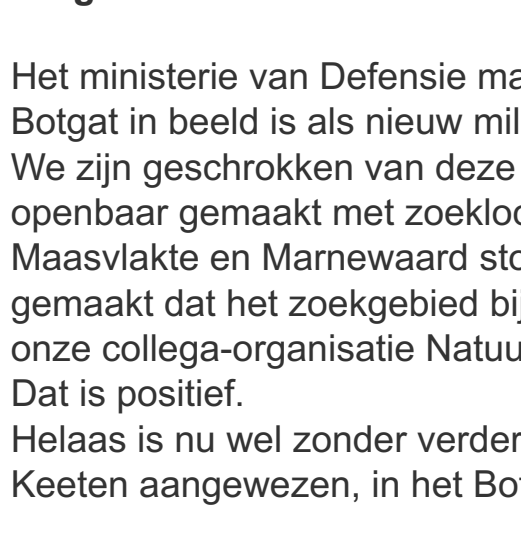 Het ministerie van Defensie ma
Botgat in beeld is als nieuw mil
We zijn geschrokken van deze
openbaar gemaakt met zoekloc
Maasvlakte en Marnewaard sto
gemaakt dat het zoekgebied bij
onze collega-organisatie Natuu
Dat is positief.
Helaas is nu wel zonder verder
Keeten aangewezen, in het Bot